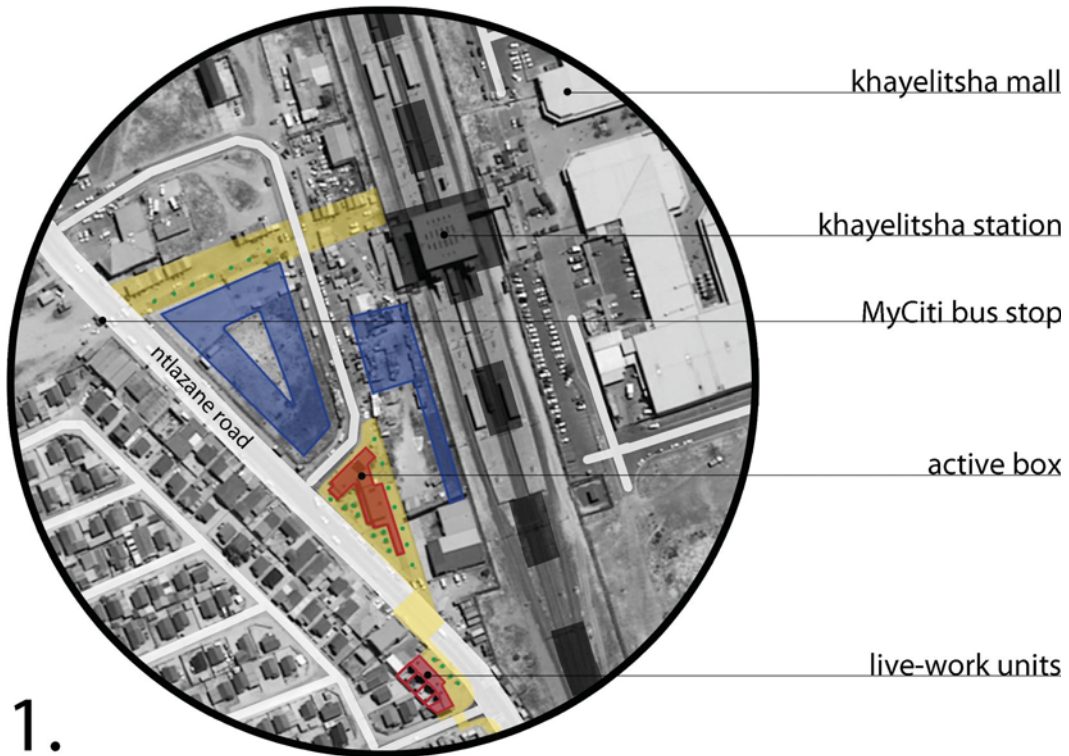 khayelitsha mall
khayelitsha station
MyCiti bus stop
ntlazane road
active box
live-work units
1.